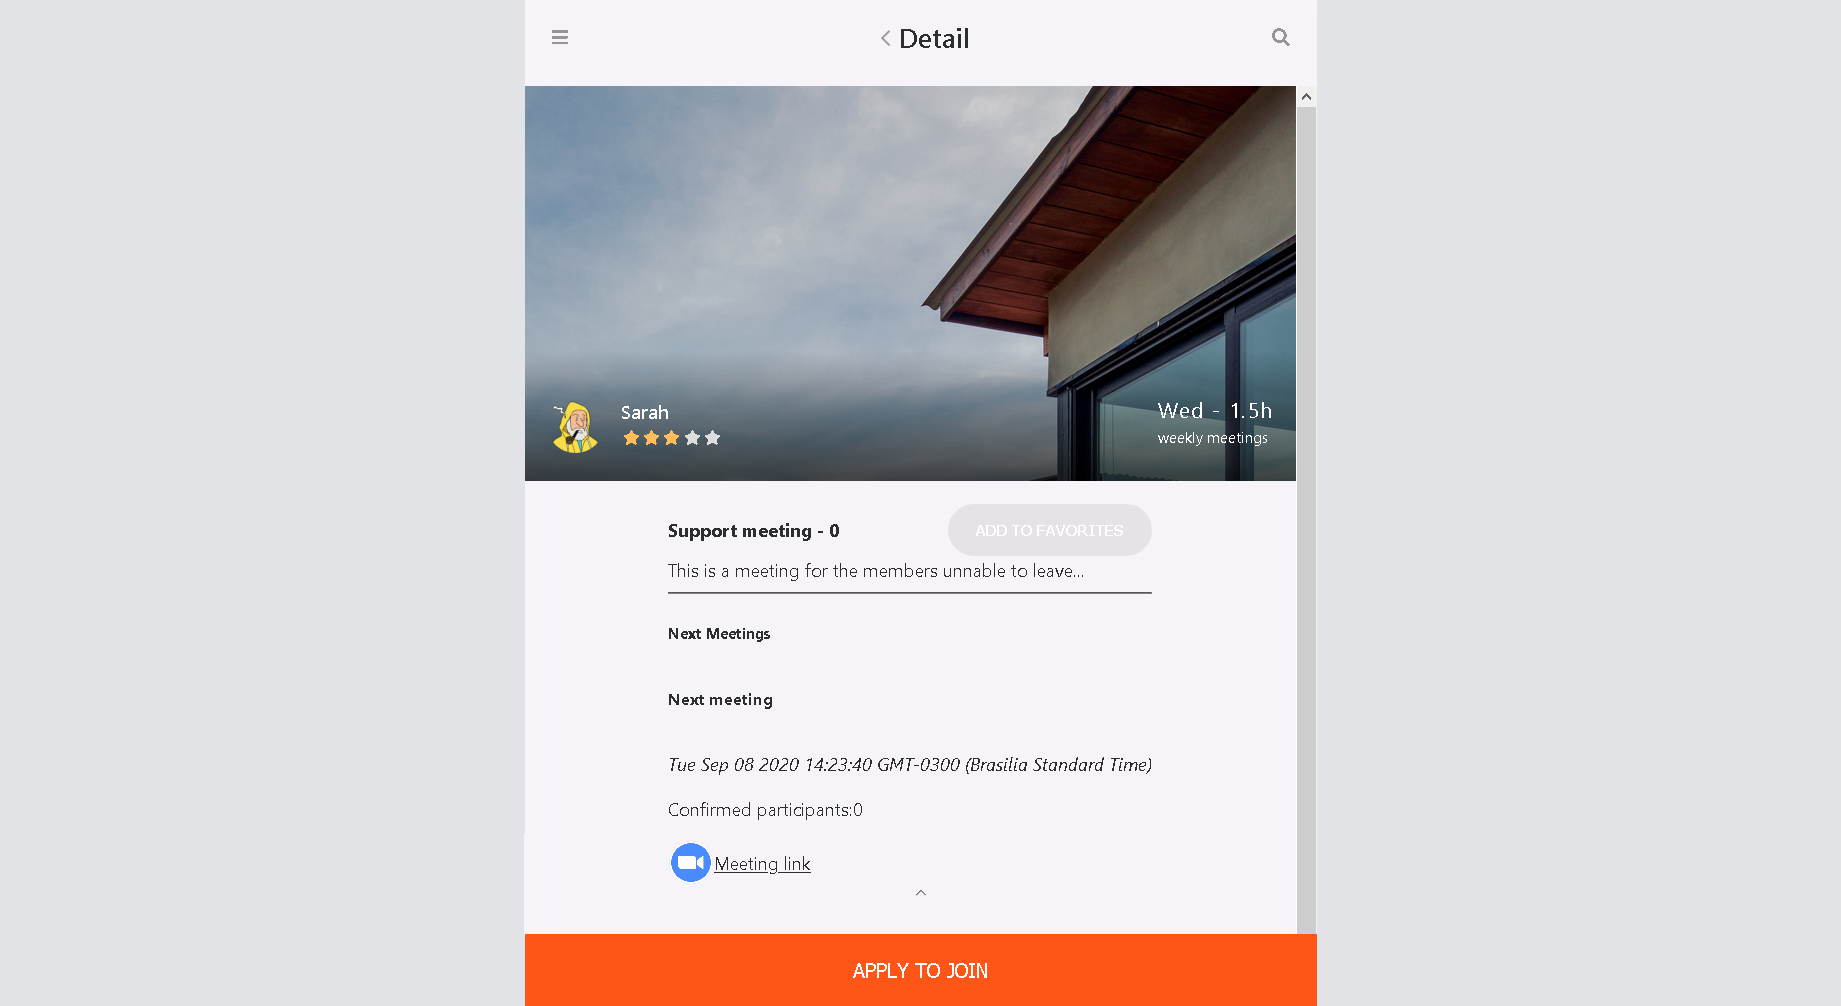 Detail
Sarah
Wed - 1.5h
weekly meetings
Support meeting - 0
ADD TO FAVORITES
This is a meeting for the members unnable to leave...
Next Meetings
Next meeting
Tue Sep 08 2020 14:23:40 GMT-0300 (Brasilia Standard Time)
Confirmed participants:0
Meeting link
APPLY TO JOIN